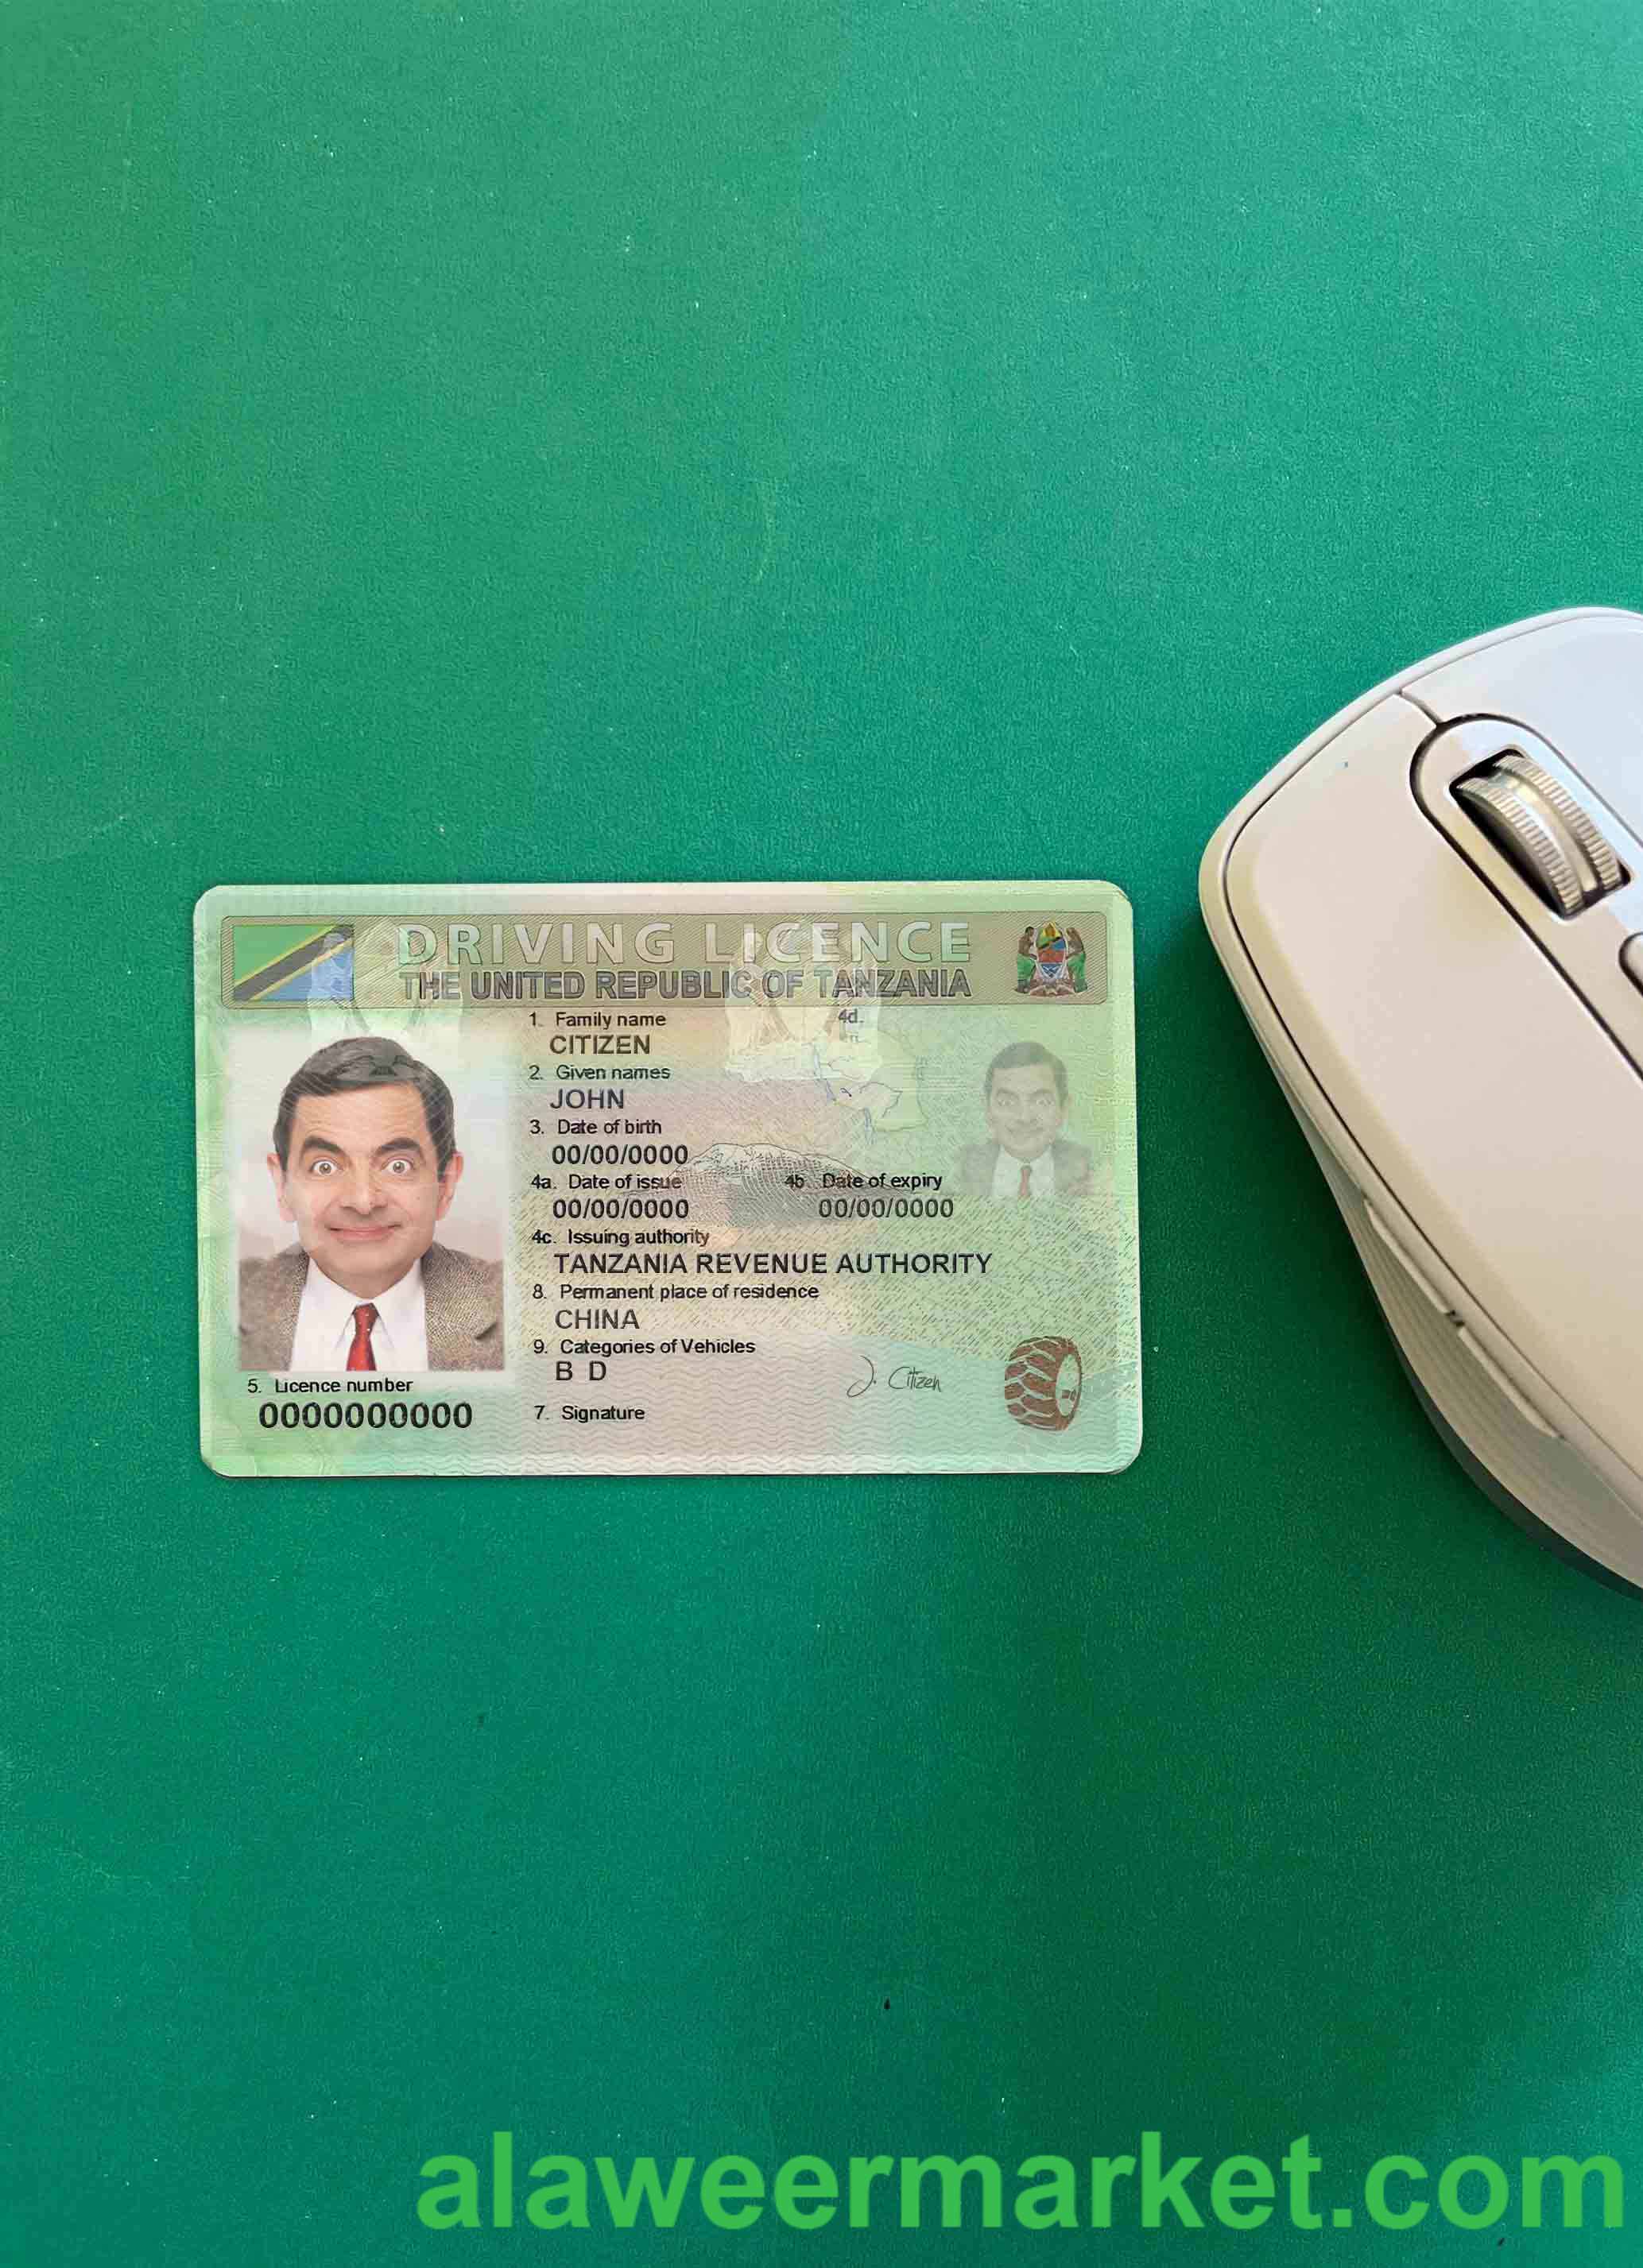 DRIVING LICENCE
THE UNITED REPUBLIC OF TANZANIA
1. Family name
4d.
CITIZEN
2. Given names
JOHN
3. Date of birth
00/00/0000
4a. Date of issue
4b. Date of expiry
00/00/0000
00/00/0000
4c. Issuing authority
TANZANIA REVENUE AUTHORITY
8. Permanent place of residence
CHINA
9. Categories of Vehicles
B D
J. Citizen
5. Licence number
0000000000
7. Signature
alaweermarket.com